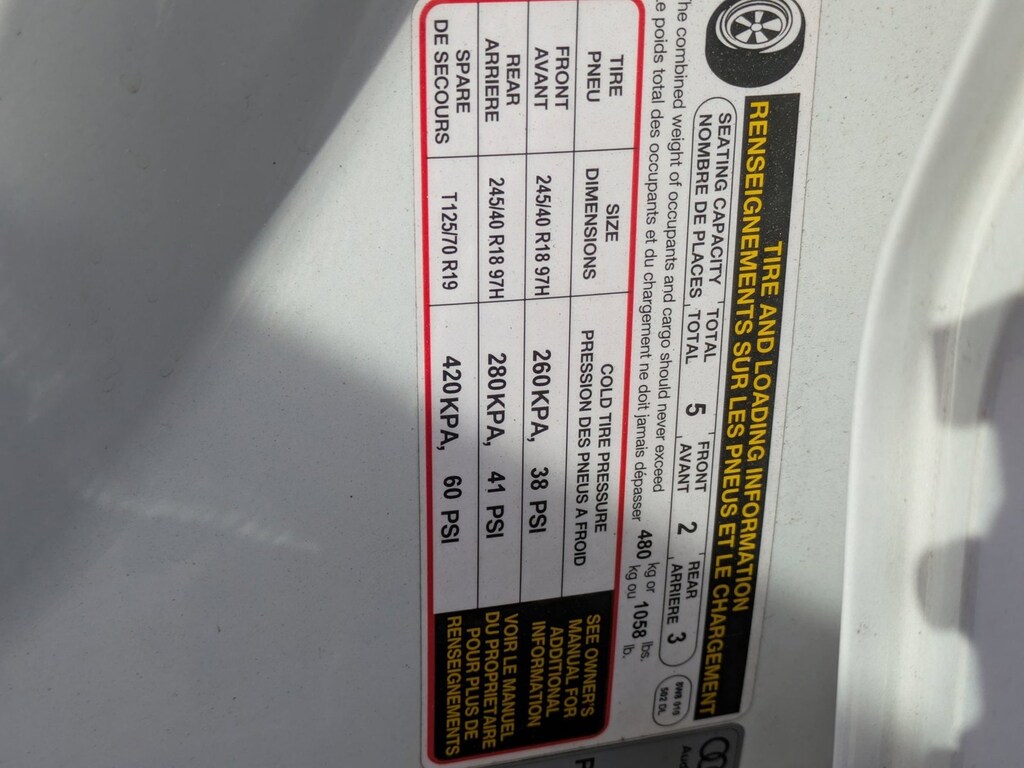 TIRE AND LOADING INFORMATION
RENSEIGNEMENTS SUR LES PNEUS ET LE CHARGEMENT
SEATING CAPACITY TOTAL 5 FRONT 2 REAR 3
NOMBRE DE PLACES TOTAL AVANT ARRIERE
8W8 010
502 DL
The combined weight of occupants and cargo should never exceed 480 kg or 1058 lbs.
Le poids total des occupants et du chargement ne doit jamais dépasser kg ou lb.
TIRE SIZE COLD TIRE PRESSURE
PNEU DIMENSIONS PRESSION DES PNEUS A FROID
FRONT 245/40 R18 97H 260KPA, 38 PSI
AVANT
REAR 245/40 R18 97H 280KPA, 41 PSI
ARRIERE
SPARE T125/70 R19 420KPA, 60 PSI
DE SECOURS
SEE OWNER'S
MANUAL FOR
ADDITIONAL
INFORMATION
VOIR LE MANUEL
DU PROPRIETAIRE
POUR PLUS DE
RENSEIGNEMENTS
Aud